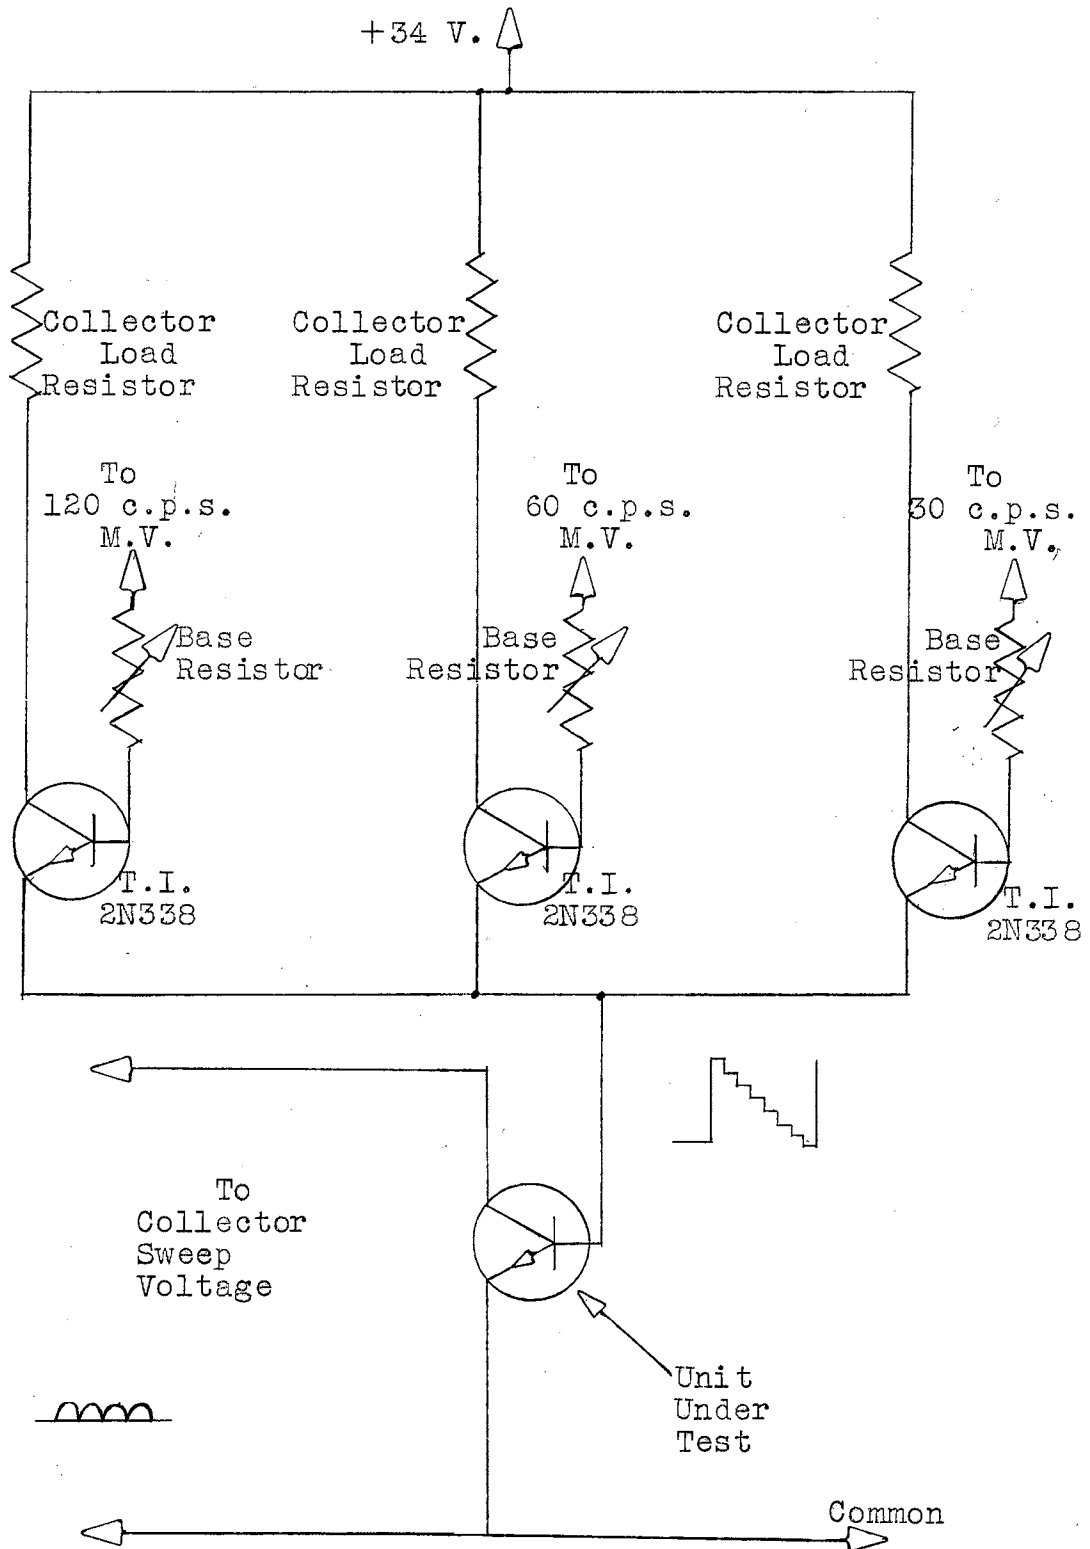 +34 V.
Collector
Load
Resistor
Collector
Load
Resistor
Collector
Load
Resistor
To
120 c.p.s.
M.V.
To
60 c.p.s.
M.V.
To
30 c.p.s.
M.V.
Base
Resistor
Base
Resistor
Base
Resistor
T.I.
2N338
T.I.
2N338
T.I.
2N338
To
Collector
Sweep
Voltage
Unit
Under
Test
Common